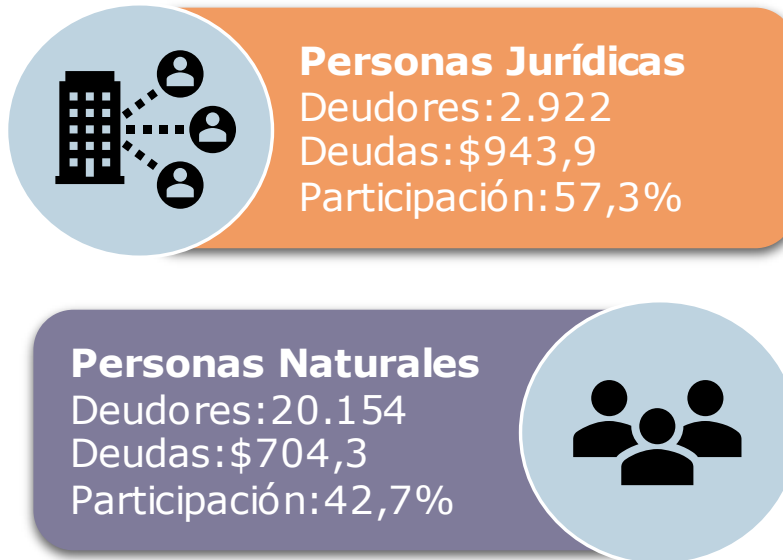 Personas Jurídicas
Deudores:2.922
Deudas:$943,9
Participación:57,3%
Personas Naturales
Deudores:20.154
Deudas:$704,3
Participación:42,7%